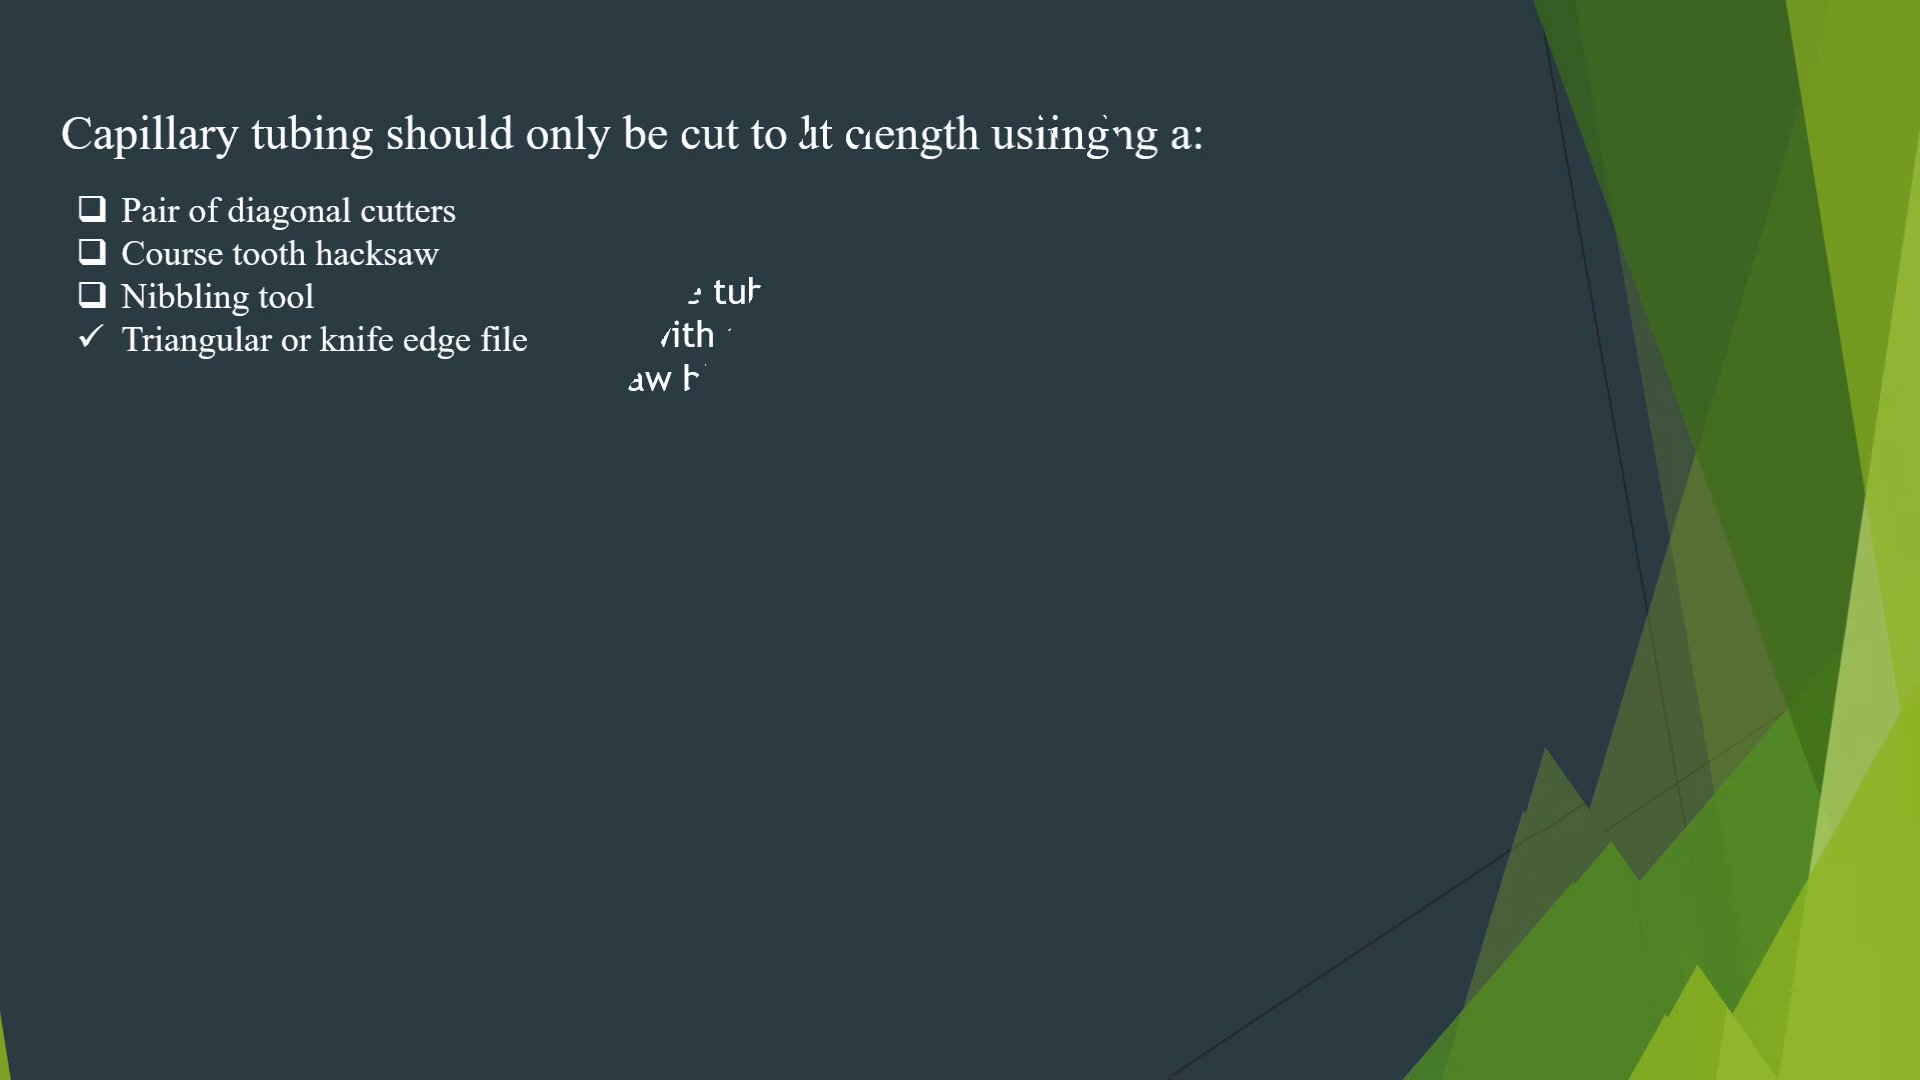 Capillary tubing should only be cut to length using a:
Pair of diagonal cutters
Course tooth hacksaw
Nibbling tool
Triangular or knife edge file